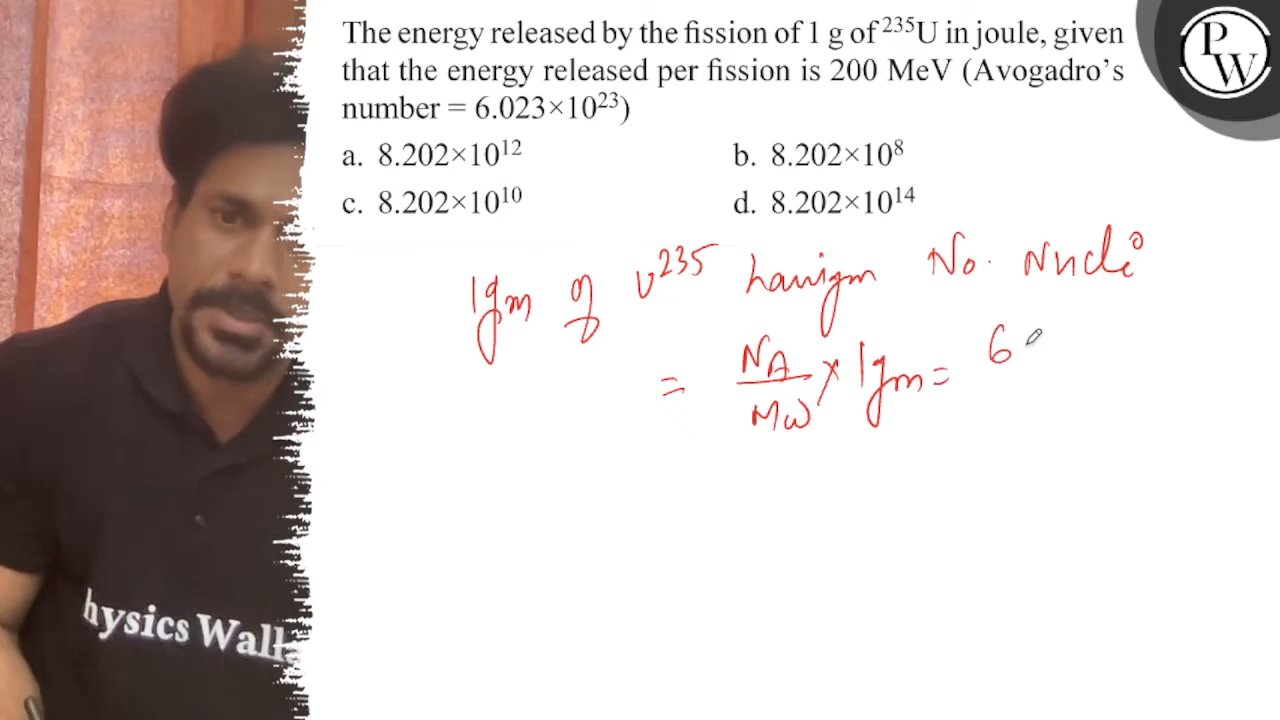 The energy released by the fission of 1 g of ²³⁵U in joule, given
that the energy released per fission is 200 MeV (Avogadro's
number = 6.023×10²³)
a. 8.202×10¹² b. 8.202×10⁸
c. 8.202×10¹⁰ d. 8.202×10¹⁴
PW
1gm of U²³⁵ No. Nuclei
= NA/MW × 1gm = 6
hysics Walla